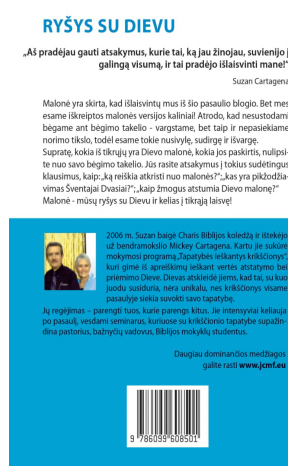 RYŠYS SU DIEVU
„Aš pradėjau gauti atsakymus, kurie tai, ką jau žinojau, suvienijo į
galingą visumą, ir tai pradėjo išlaisvinti mane!“
Suzan Cartagena
Malonė yra skirta, kad išlaisvintų mus iš šio pasaulio blogio. Bet mes
esame iškreiptos malonės versijos kaliniai! Atrodo, kad nesustodami
bėgame ant bėgimo takelio - vargstame, bet taip ir nepasiekiame
norimo tikslo, todėl esame tokie nusivylę, sudirgę ir išvargę.
Supratę, kokia iš tikrųjų yra Dievo malonė, kokia jos paskirtis, nulipsi-
te nuo savo bėgimo takelio. Jūs rasite atsakymus į tokius sudėtingus
klausimus, kaip:„ką reiškia atkristi nuo malonės?“;„kas yra pikžodžia-
vimas Šventajai Dvasiai?“;„kaip žmogus atstumia Dievo malonę?“
Malonė - mūsų ryšys su Dievu ir kelias į tikrąją laisvę!
2006 m. Suzan baigė Charis Biblijos koledžą ir ištekėjo
už bendramokslio Mickey Cartagena. Kartu jie sukūrė
mokymosi programą„Tapatybės ieškantys krikščionys“,
kuri gimė iš apreiškimų ieškant vertės atstatymo bei
priėmimo Dieve. Dievas atskleidė jiems, kad tai, su kuo
juodu susiduria, nėra unikalu, nes krikščionys visame
pasaulyje siekia suvokti savo tapatybę.
Jų regėjimas – parengti tuos, kurie parengs kitus. Jie intensyviai keliauja
po pasaulį, vesdami seminarus, kuriuose su krikščionio tapatybe supažin-
dina pastorius, bažnyčių vadovus, Biblijos mokyklų studentus.
Daugiau dominančios medžiagos
galite rasti www.jcmf.eu
9 786099 608501